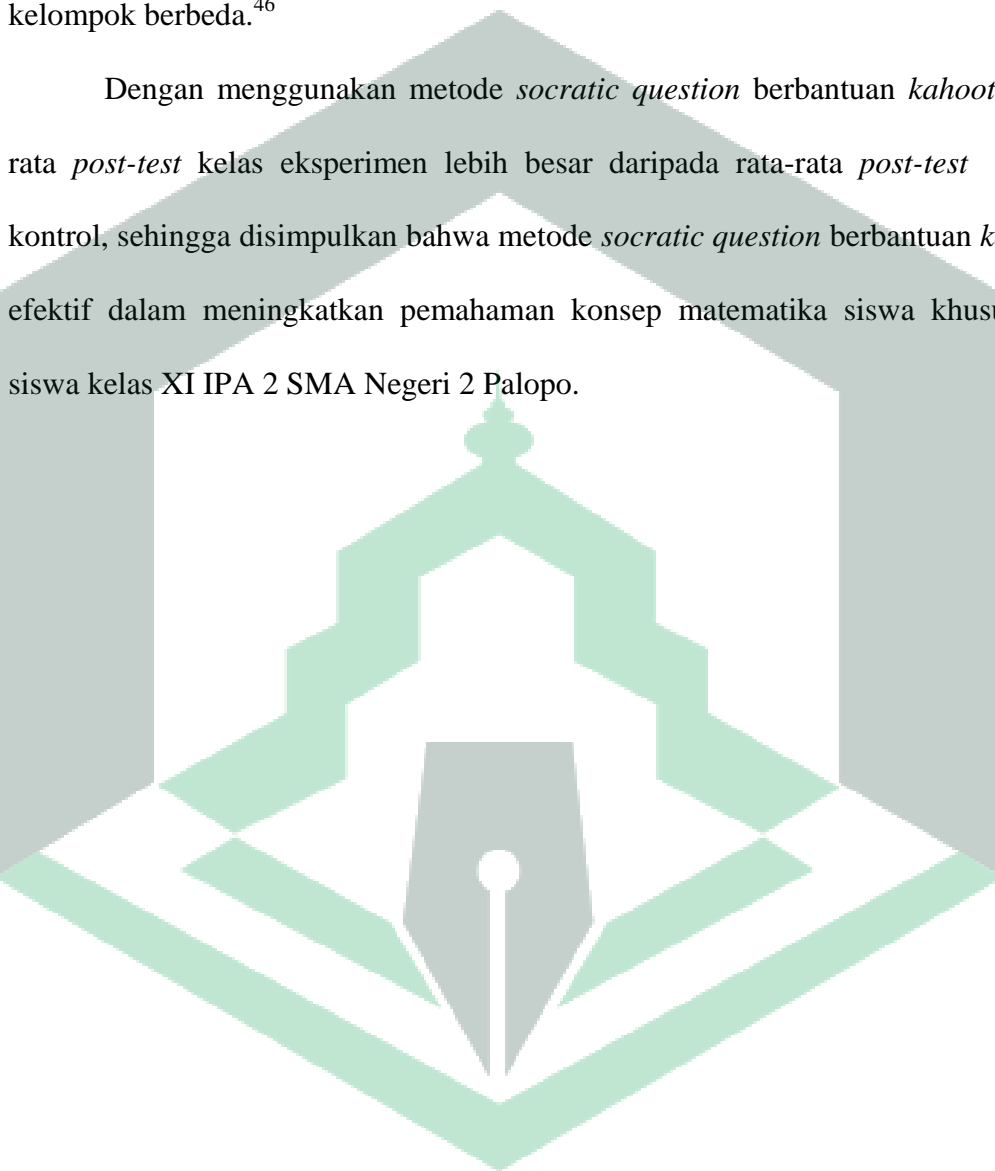 kelompok berbeda.46
Dengan menggunakan metode socratic question berbantuan kahoot
rata post-test kelas eksperimen lebih besar daripada rata-rata post-test
kontrol, sehingga disimpulkan bahwa metode socratic question berbantuan
efektif dalam meningkatkan pemahaman konsep matematika siswa
siswa kelas XI IPA 2 SMA Negeri 2 Palopo.